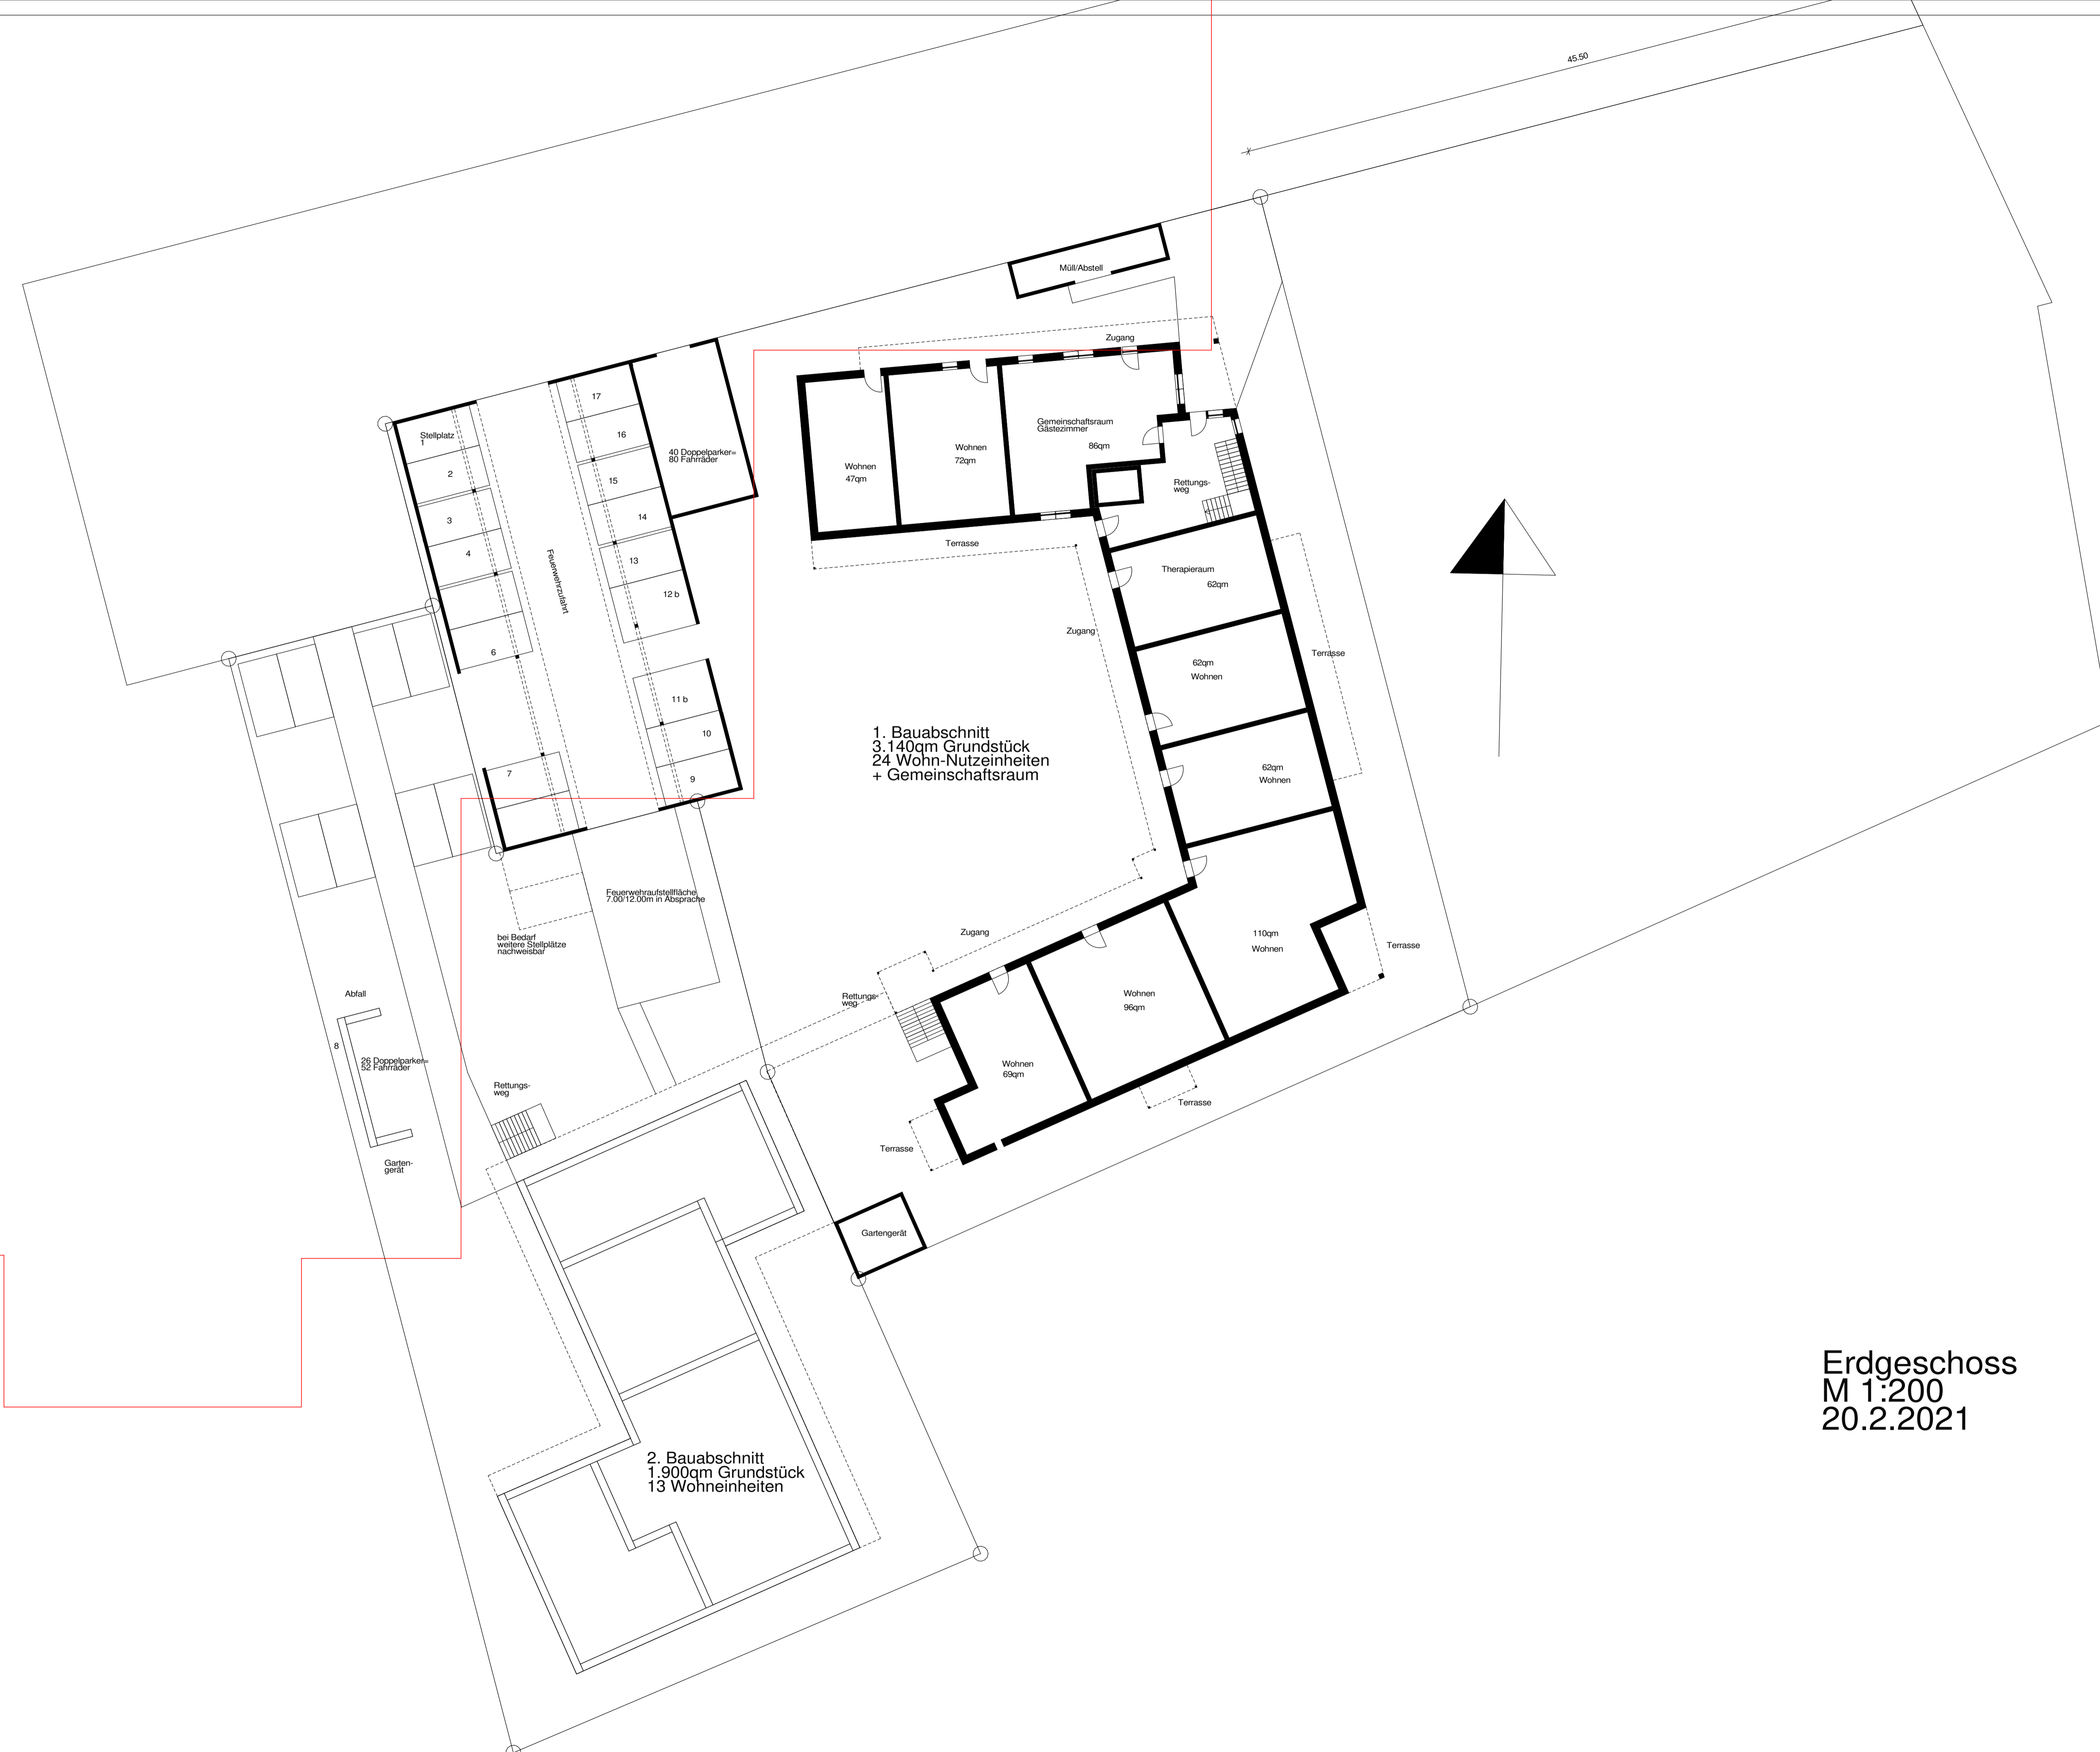 45.50
Müll/Abstell
Zugang
Stellplatz
1
2
3
4
6
7
17
16
15
14
13
12 b
11 b
10
9
Feuerwehrzufahrt
40 Doppelparker=
80 Fahrräder
Wohnen
47qm
Wohnen
72qm
Gemeinschaftsraum
Gästezimmer
86qm
Rettungs-
weg
Terrasse
Therapieraum
62qm
Zugang
62qm
Wohnen
Terrasse
62qm
Wohnen
1. Bauabschnitt
3.140qm Grundstück
24 Wohn-Nutzeinheiten
+ Gemeinschaftsraum
Feuerwehraufstellfläche
7.00/12.00m in Absprache
bei Bedarf
weitere Stellplätze
nachweisbar
Zugang
110qm
Wohnen
Terrasse
Rettungs-
weg
Wohnen
96qm
Wohnen
69qm
Terrasse
Terrasse
Abfall
8
26 Doppelparker=
52 Fahrräder
Rettungs-
weg
Garten-
gerät
Gartengerät
2. Bauabschnitt
1.900qm Grundstück
13 Wohneinheiten
Erdgeschoss
M 1:200
20.2.2021